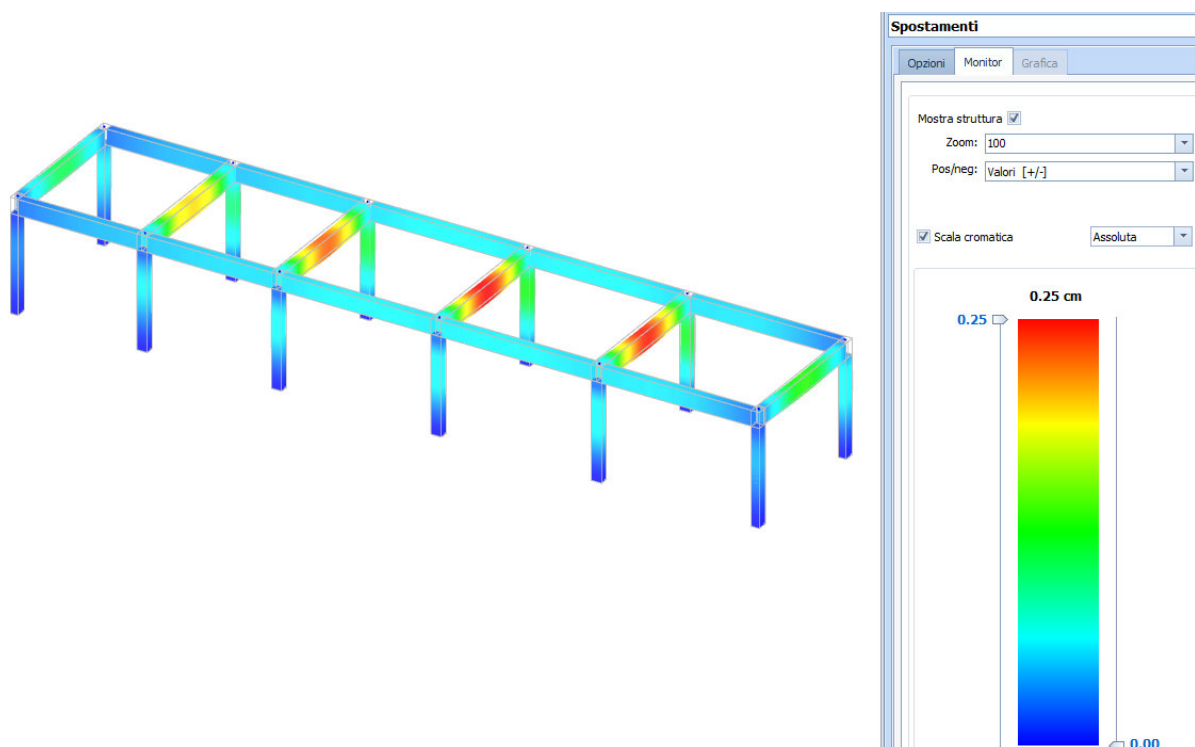 Spostamenti
Opzioni Monitor Grafica
Mostra struttura
Zoom: 100
Pos/neg: Valori [+/-]
Scala cromatica Assoluta
0.25 cm
0.25
0.00